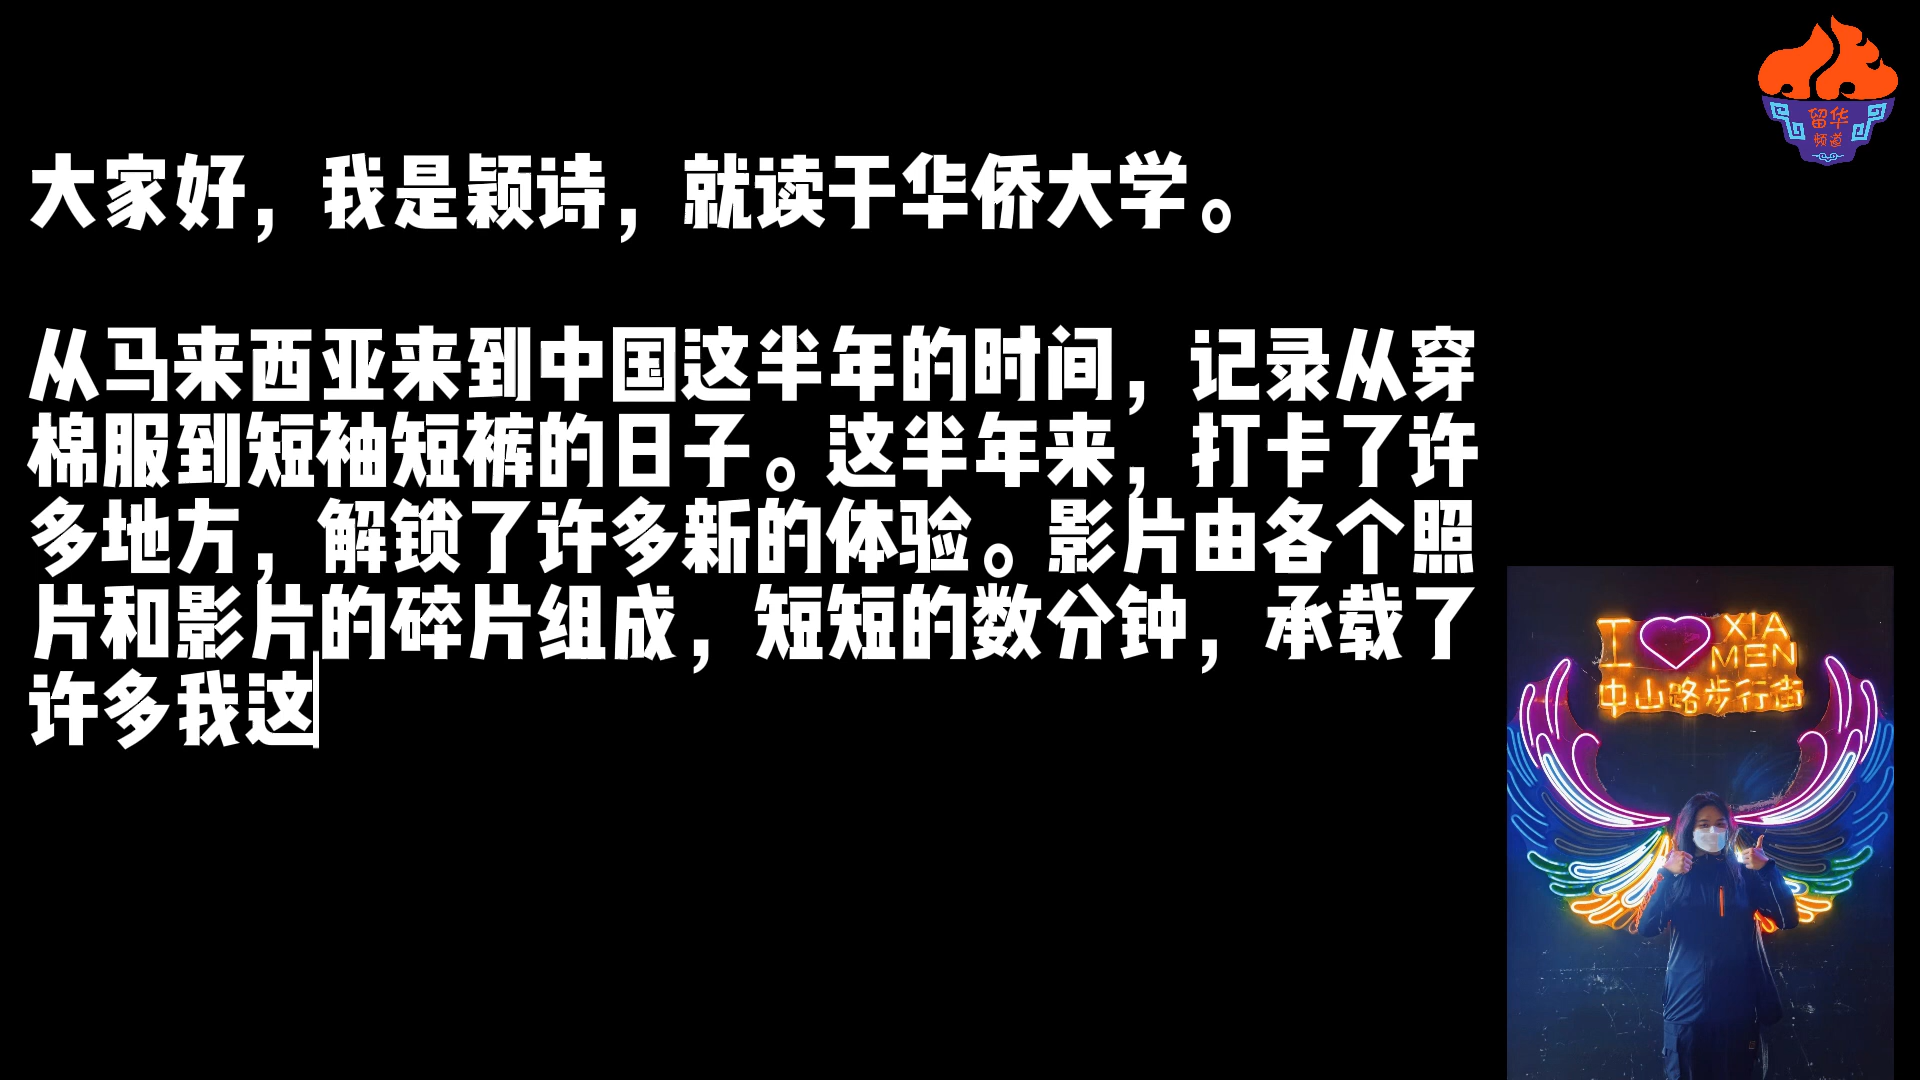 留华
频道
大家好，我是颖诗，就读于华侨大学。
从马来西亚来到中国这半年的时间，记录从穿
棉服到短袖短裤的日子。这半年来，打卡了许
多地方，解锁了许多新的体验。影片由各个照
片和影片的碎片组成，短短的数分钟，承载了
许多我这
I XIA
MEN
中山路步行街